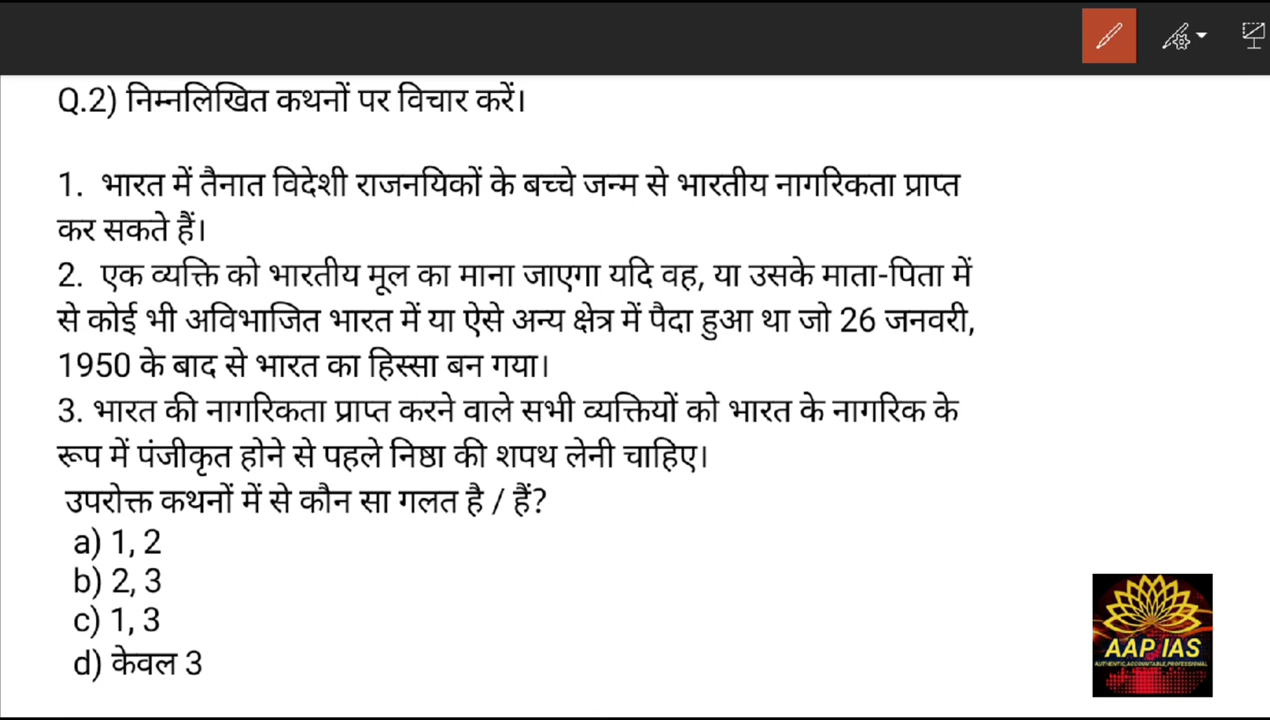 Q.2) निम्नलिखित कथनों पर विचार करें।
1. भारत में तैनात विदेशी राजनयिकों के बच्चे जन्म से भारतीय नागरिकता प्राप्त
कर सकते हैं।
2. एक व्यक्ति को भारतीय मूल का माना जाएगा यदि वह, या उसके माता-पिता में
से कोई भी अविभाजित भारत में या ऐसे अन्य क्षेत्र में पैदा हुआ था जो 26 जनवरी,
1950 के बाद से भारत का हिस्सा बन गया।
3. भारत की नागरिकता प्राप्त करने वाले सभी व्यक्तियों को भारत के नागरिक के
रूप में पंजीकृत होने से पहले निष्ठा की शपथ लेनी चाहिए।
उपरोक्त कथनों में से कौन सा गलत है / हैं?
a) 1, 2
b) 2, 3
c) 1, 3
d) केवल 3
AAP IAS
AUTHENTIC,ACCOUNTABLE,PROFESSIONAL